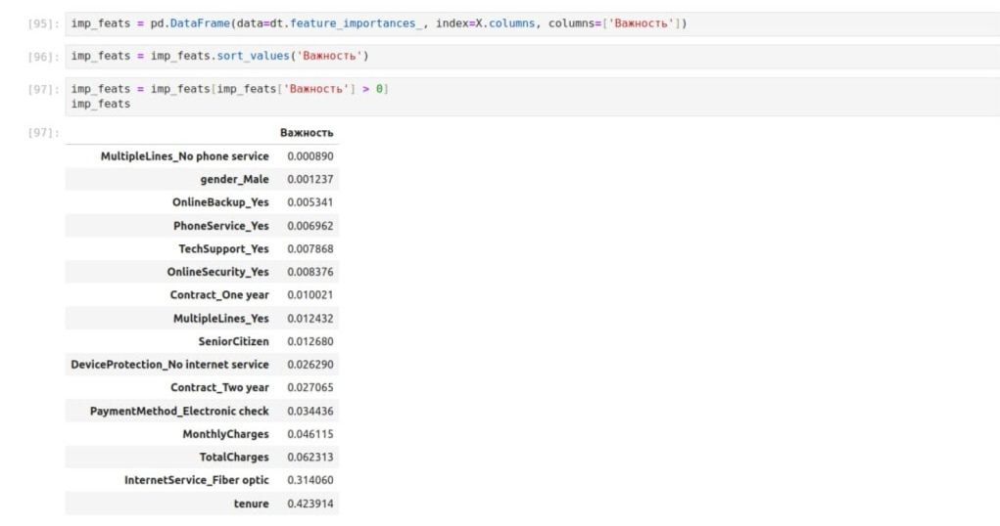 [95]: imp_feats = pd.DataFrame(data=dt.feature_importances_, index=X.columns, columns=['Важность'])
[96]: imp_feats = imp_feats.sort_values('Важность')
[97]: imp_feats = imp_feats[imp_feats['Важность'] > 0]
imp_feats
[97]: Важность
MultipleLines_No phone service 0.000890
gender_Male 0.001237
OnlineBackup_Yes 0.005341
PhoneService_Yes 0.006962
TechSupport_Yes 0.007868
OnlineSecurity_Yes 0.008376
Contract_One year 0.010021
MultipleLines_Yes 0.012432
SeniorCitizen 0.012680
DeviceProtection_No internet service 0.026290
Contract_Two year 0.027065
PaymentMethod_Electronic check 0.034436
MonthlyCharges 0.046115
TotalCharges 0.062313
InternetService_Fiber optic 0.314060
tenure 0.423914